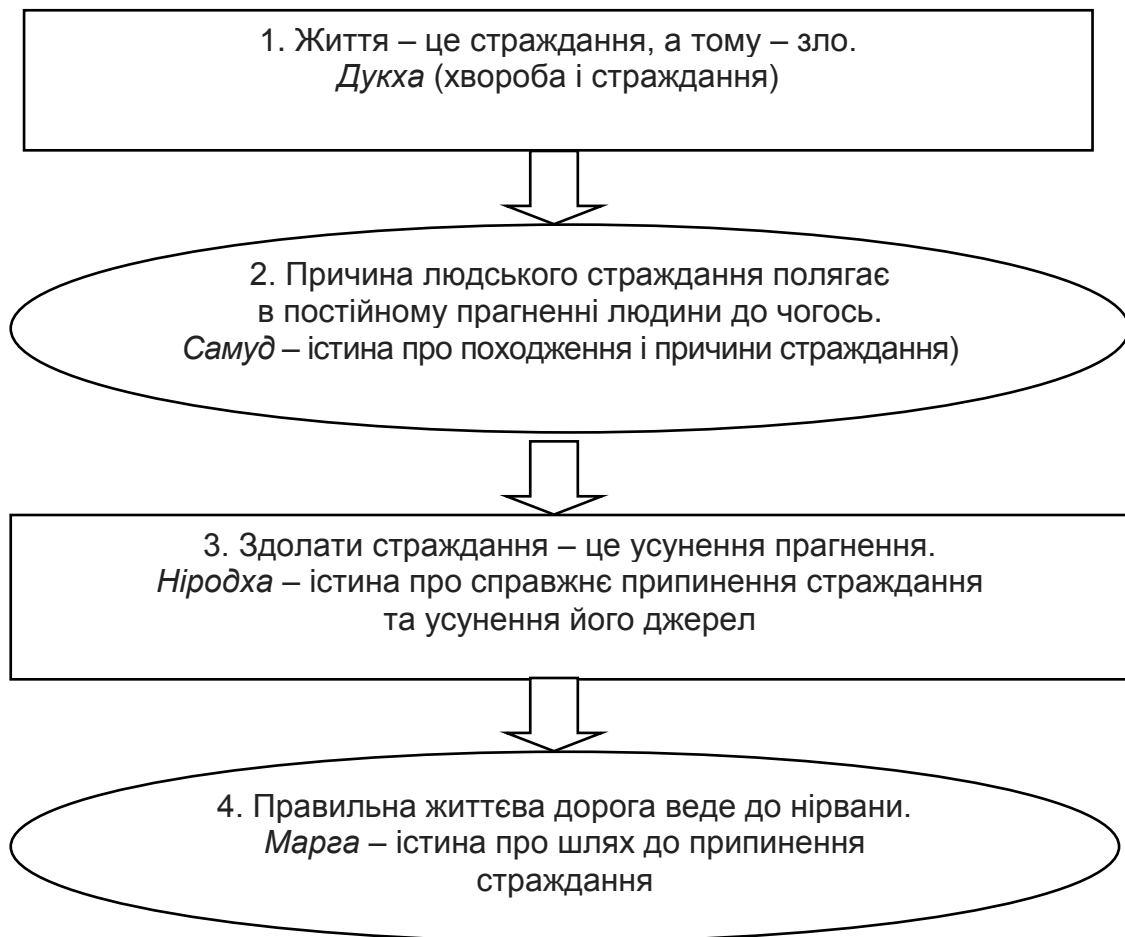 1. Життя – це страждання, а тому – зло.
Дукха (хвороба і страждання)
2. Причина людського страждання полягає
в постійному прагненні людини до чогось.
Самуд – істина про походження і причини страждання)
3. Здолати страждання – це усунення прагнення.
Ніродха – істина про справжнє припинення страждання
та усунення його джерел
4. Правильна життєва дорога веде до нірвани.
Марга – істина про шлях до припинення
страждання